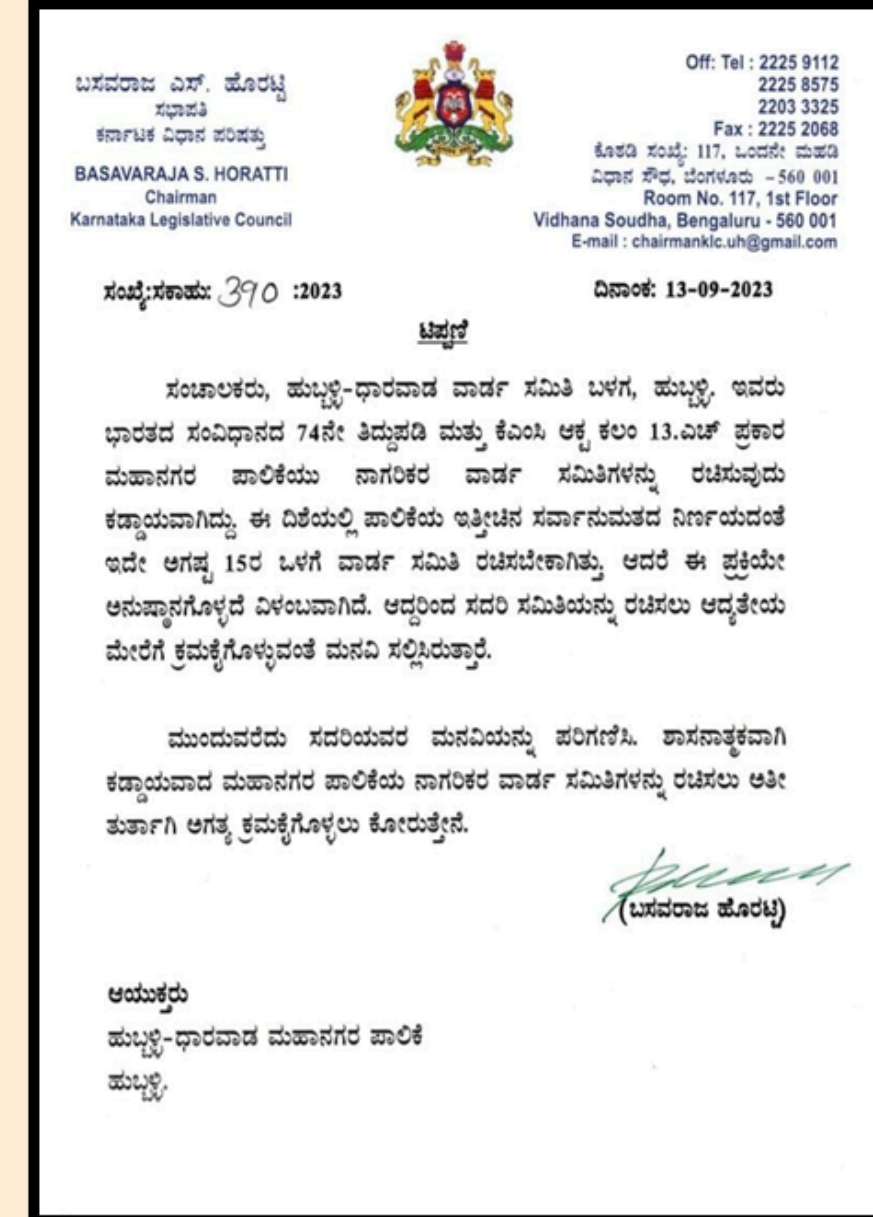 ಬಸವರಾಜ ಎಸ್. ಹೊರಟ್ಟಿ
ಸಭಾಪತಿ
ಕರ್ನಾಟಕ ವಿಧಾನ ಪರಿಷತ್ತು
BASAVARAJA S. HORATTI
Chairman
Karnataka Legislative Council
Off: Tel : 2225 9112
2225 8575
2203 3325
Fax : 2225 2068
ಕೊಠಡಿ ಸಂಖ್ಯೆ: 117, ಒಂದನೇ ಮಹಡಿ
ವಿಧಾನ ಸೌಧ, ಬೆಂಗಳೂರು - 560 001
Room No. 117, 1st Floor
Vidhana Soudha, Bengaluru - 560 001
E-mail : chairmanklc.uh@gmail.com
ಸಂಖ್ಯೆ:ಸಕಾಹು: 390 :2023
ದಿನಾಂಕ: 13-09-2023
ಟಿಪ್ಪಣಿ
ಸಂಚಾಲಕರು, ಹುಬ್ಬಳ್ಳಿ-ಧಾರವಾಡ ವಾರ್ಡ ಸಮಿತಿ ಬಳಗ, ಹುಬ್ಬಳ್ಳಿ. ಇವರು
ಭಾರತದ ಸಂವಿಧಾನದ 74ನೇ ತಿದ್ದುಪಡಿ ಮತ್ತು ಕೆಎಂಸಿ ಆಕ್ಟ ಕಲಂ 13.ಎಚ್ ಪ್ರಕಾರ
ಮಹಾನಗರ ಪಾಲಿಕೆಯು ನಾಗರಿಕರ ವಾರ್ಡ ಸಮಿತಿಗಳನ್ನು ರಚಿಸುವುದು
ಕಡ್ಡಾಯವಾಗಿದ್ದು. ಈ ದಿಶೆಯಲ್ಲಿ ಪಾಲಿಕೆಯ ಇತ್ತೀಚಿನ ಸರ್ವಾನುಮತದ ನಿರ್ಣಯದಂತೆ
ಇದೇ ಅಗಷ್ಟ 15ರ ಒಳಗೆ ವಾರ್ಡ ಸಮಿತಿ ರಚಿಸಬೇಕಾಗಿತ್ತು. ಆದರೆ ಈ ಪ್ರಕ್ರಿಯೇ
ಅನುಷ್ಠಾನಗೊಳ್ಳದೆ ವಿಳಂಬವಾಗಿದೆ. ಆದ್ದರಿಂದ ಸದರಿ ಸಮಿತಿಯನ್ನು ರಚಿಸಲು ಆದ್ಯತೇಯ
ಮೇರೆಗೆ ಕ್ರಮಕೈಗೊಳ್ಳುವಂತೆ ಮನವಿ ಸಲ್ಲಿಸಿರುತ್ತಾರೆ.
ಮುಂದುವರೆದು ಸದರಿಯವರ ಮನವಿಯನ್ನು ಪರಿಗಣಿಸಿ. ಶಾಸನಾತ್ಮಕವಾಗಿ
ಕಡ್ಡಾಯವಾದ ಮಹಾನಗರ ಪಾಲಿಕೆಯ ನಾಗರಿಕರ ವಾರ್ಡ ಸಮಿತಿಗಳನ್ನು ರಚಿಸಲು ಅತೀ
ತುರ್ತಾಗಿ ಅಗತ್ಯ ಕ್ರಮಕೈಗೊಳ್ಳಲು ಕೋರುತ್ತೇನೆ.
(ಬಸವರಾಜ ಹೊರಟ್ಟಿ)
ಆಯುಕ್ತರು
ಹುಬ್ಬಳ್ಳಿ-ಧಾರವಾಡ ಮಹಾನಗರ ಪಾಲಿಕೆ
ಹುಬ್ಬಳ್ಳಿ.